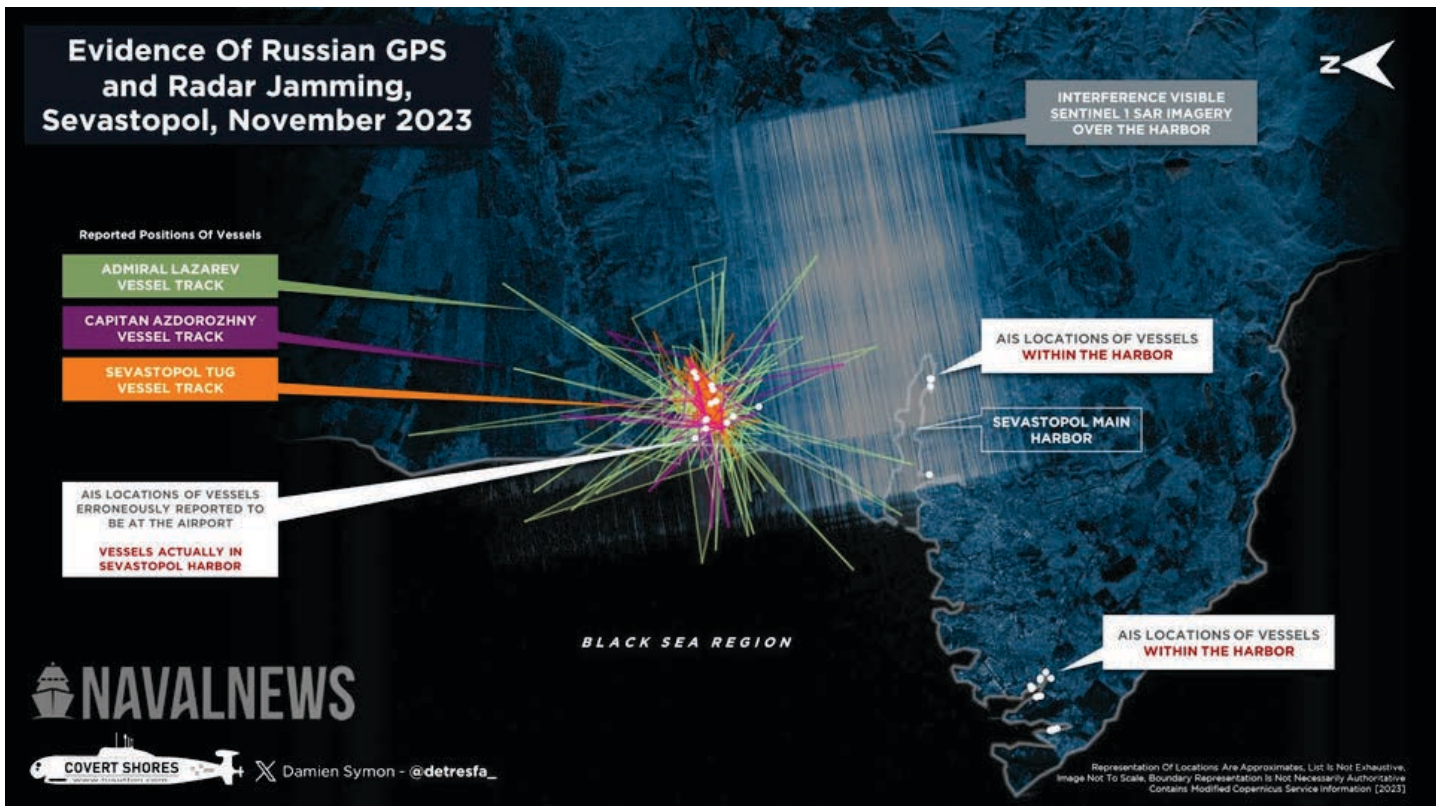 Evidence Of Russian GPS
and Radar Jamming,
Sevastopol, November 2023
N
INTERFERENCE VISIBLE
SENTINEL 1 SAR IMAGERY
OVER THE HARBOR
Reported Positions Of Vessels
ADMIRAL LAZAREV
VESSEL TRACK
CAPITAN AZDOROZHNY
VESSEL TRACK
SEVASTOPOL TUG
VESSEL TRACK
AIS LOCATIONS OF VESSELS
WITHIN THE HARBOR
SEVASTOPOL MAIN
HARBOR
AIS LOCATIONS OF VESSELS
ERRONEOUSLY REPORTED TO
BE AT THE AIRPORT
VESSELS ACTUALLY IN
SEVASTOPOL HARBOR
AIS LOCATIONS OF VESSELS
WITHIN THE HARBOR
BLACK SEA REGION
NAVALNEWS
COVERT SHORES
X Damien Symon - @detresfa_
Representation Of Locations Are Approximates, List Is Not Exhaustive,
Image Not To Scale, Boundary Representation Is Not Necessarily Authoritative
Contains Modified Copernicus Service Information [2023]